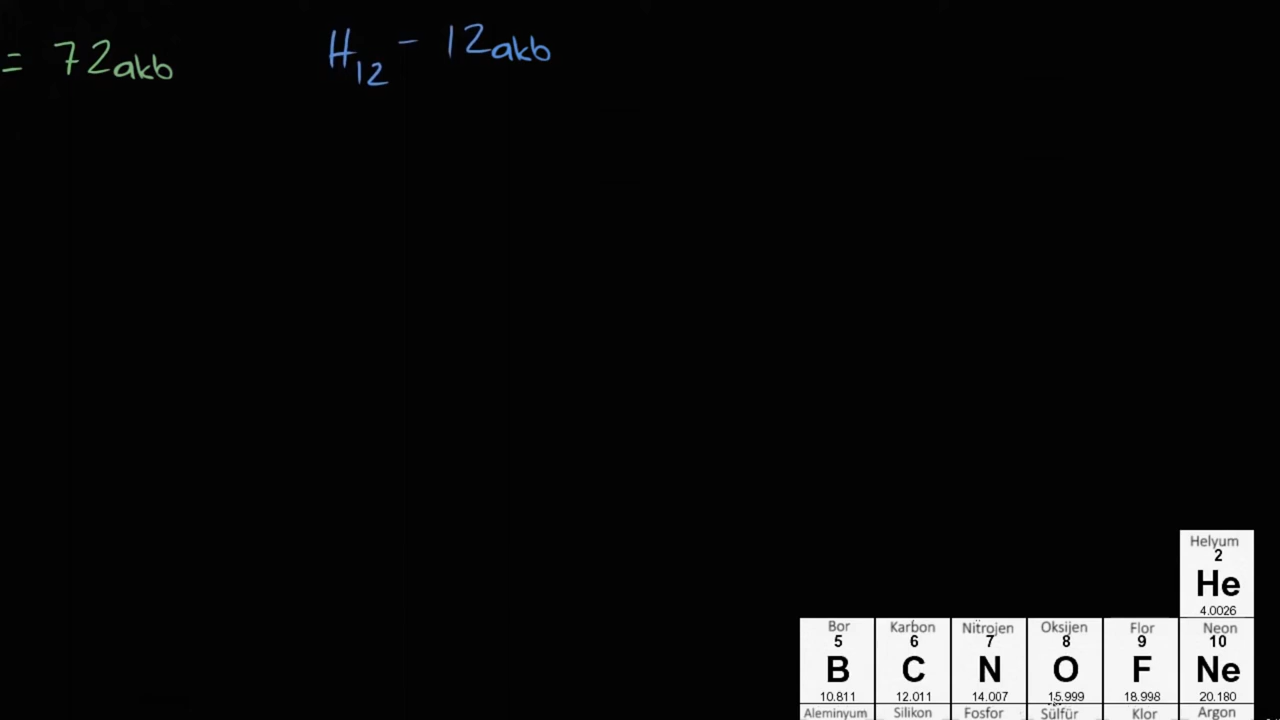 = 72akb
H12 - 12akb
Helyum
2
He
4.0026
Bor Karbon Nitrojen Oksijen Flor Neon
5 6 7 8 9 10
B C N O F Ne
10.811 12.011 14.007 15.999 18.998 20.180
Aleminyum Silikon Fosfor Sülfür Klor Argon